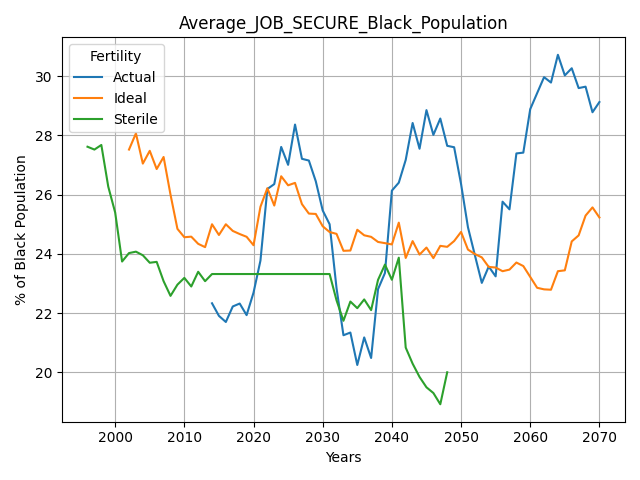 Average_JOB_SECURE_Black_Population
Fertility
Actual
Ideal
Sterile
% of Black Population
30
28
26
24
22
20
2000
2010
2020
2030
2040
2050
2060
2070
Years